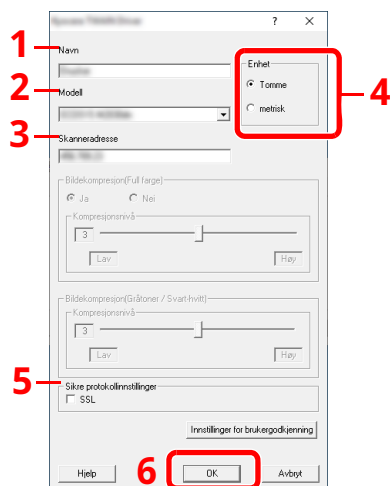 ? ×
1 Navn
Enhet
2 Modell
Tomme
4
metrisk
3 Skanneradresse
Bildekompresjon(Full farge)
Ja Nei
Kompresjonsnivå
3
Lav Høy
Bildekompresjon(Gråtoner / Svart-hvitt)
Kompresjonsnivå
3
Lav Høy
5 Sikre protokollinnstillinger
SSL
Innstillinger for brukergodkjenning
Hjelp 6 OK Avbryt